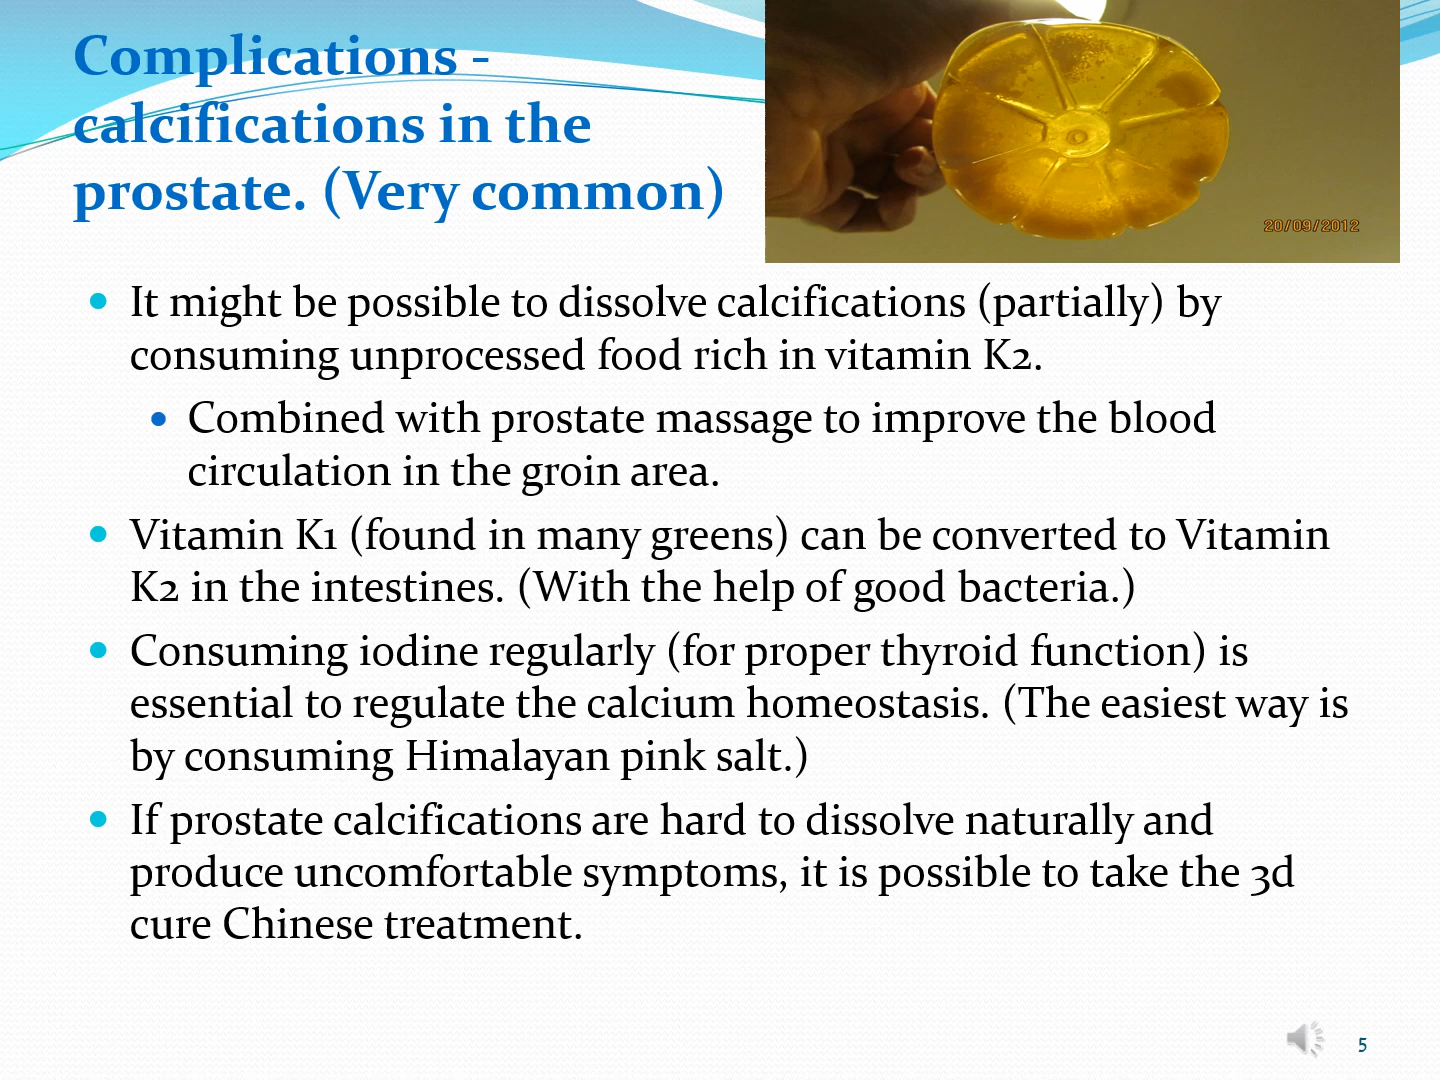 Complications -
calcifications in the
prostate. (Very common)
20/09/2012
It might be possible to dissolve calcifications (partially) by
consuming unprocessed food rich in vitamin K2.
Combined with prostate massage to improve the blood
circulation in the groin area.
Vitamin K1 (found in many greens) can be converted to Vitamin
K2 in the intestines. (With the help of good bacteria.)
Consuming iodine regularly (for proper thyroid function) is
essential to regulate the calcium homeostasis. (The easiest way is
by consuming Himalayan pink salt.)
If prostate calcifications are hard to dissolve naturally and
produce uncomfortable symptoms, it is possible to take the 3d
cure Chinese treatment.
5